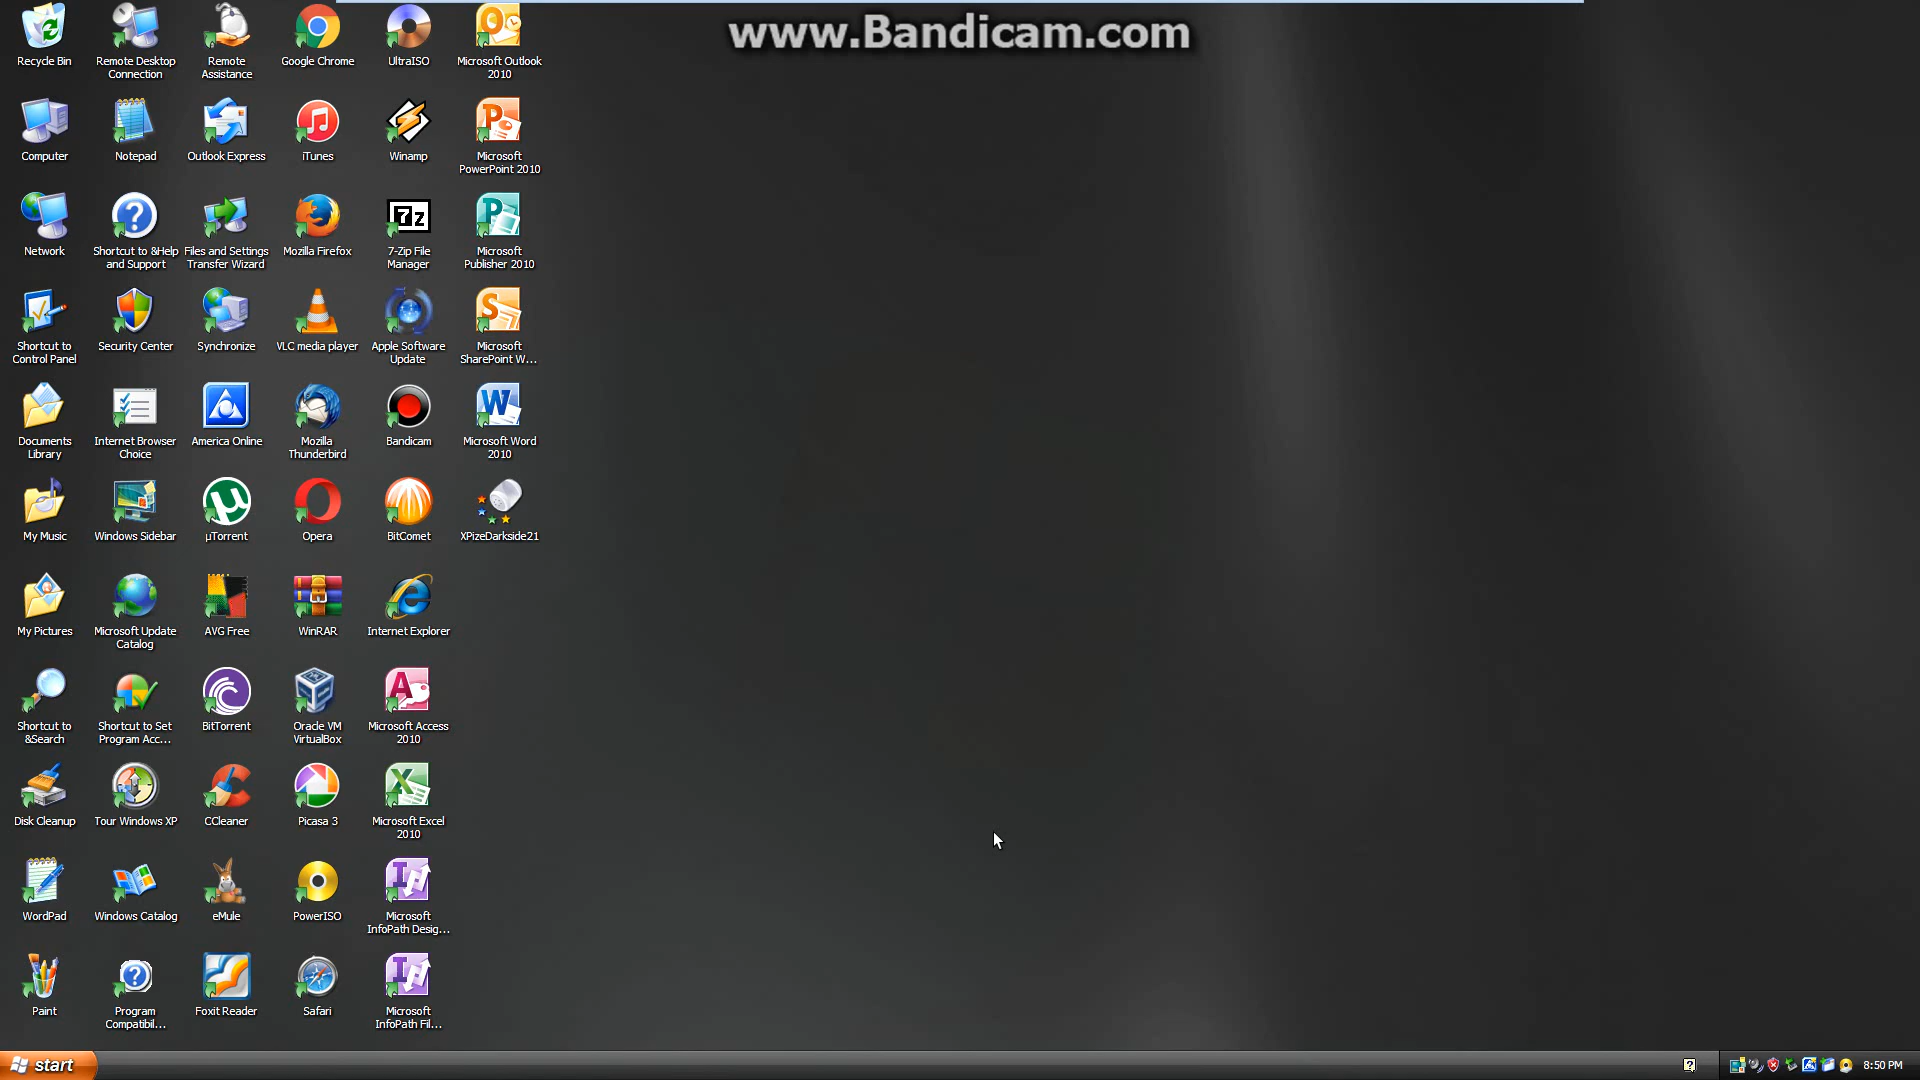 www.Bandicam.com
Recycle Bin
Remote Desktop
Connection
Remote
Assistance
Google Chrome
UltraISO
Microsoft Outlook
2010
Computer
Notepad
Outlook Express
iTunes
Winamp
Microsoft
PowerPoint 2010
Network
Shortcut to &Help
and Support
Files and Settings
Transfer Wizard
Mozilla Firefox
7-Zip File
Manager
Microsoft
Publisher 2010
Shortcut to
Control Panel
Security Center
Synchronize
VLC media player
Apple Software
Update
Microsoft
SharePoint W...
Documents
Library
Internet Browser
Choice
America Online
Mozilla
Thunderbird
Bandicam
Microsoft Word
2010
My Music
Windows Sidebar
µTorrent
Opera
BitComet
XPizeDarkside21
My Pictures
Microsoft Update
Catalog
AVG Free
WinRAR
Internet Explorer
Shortcut to
&Search
Shortcut to Set
Program Acc...
BitTorrent
Oracle VM
VirtualBox
Microsoft Access
2010
Disk Cleanup
Tour Windows XP
CCleaner
Picasa 3
Microsoft Excel
2010
WordPad
Windows Catalog
eMule
PowerISO
Microsoft
InfoPath Desig...
Paint
Program
Compatibil...
Foxit Reader
Safari
Microsoft
InfoPath Fil...
start
8:50 PM